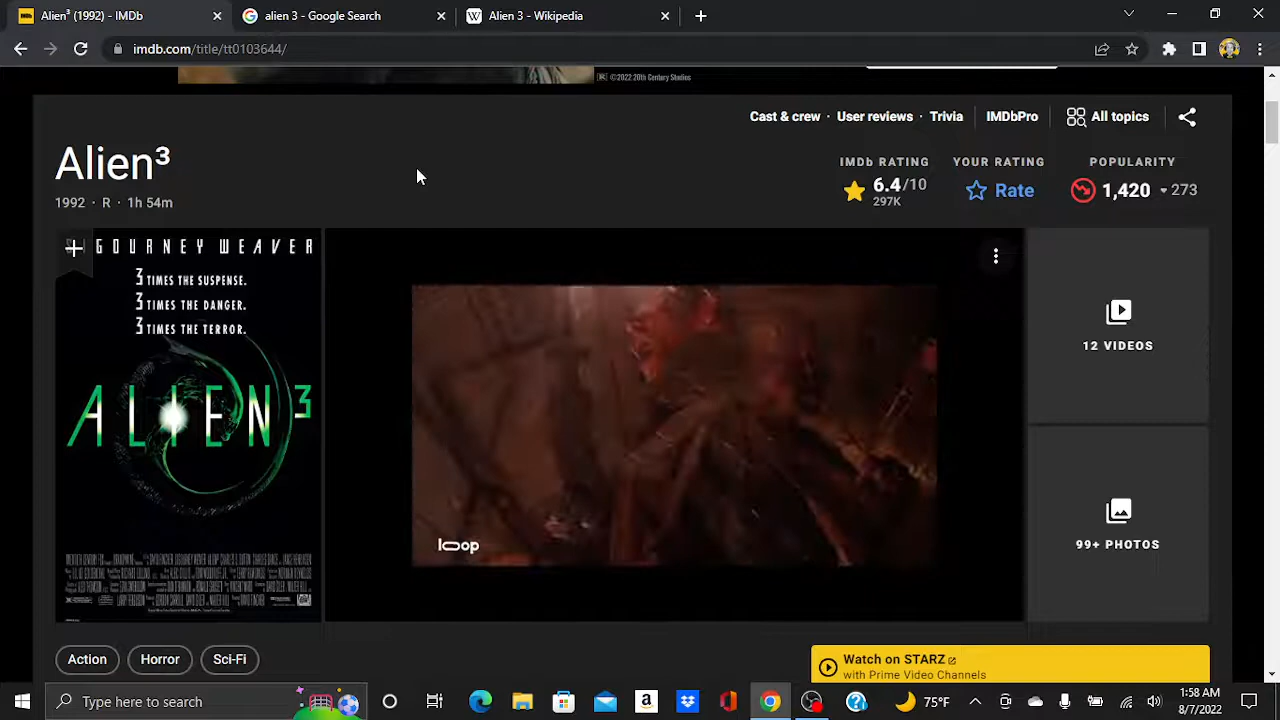 Alien³ (1992) - IMDb
alien 3 - Google Search
Alien 3 - Wikipedia
imdb.com/title/tt0103644/
©2022 20th Century Studios
Cast & crew · User reviews · Trivia IMDbPro All topics
Alien³
1992 · R · 1h 54m
IMDb RATING YOUR RATING POPULARITY
6.4/10 Rate 1,420 273
297K
GOURNEY WEAVER
3 TIMES THE SUSPENSE.
3 TIMES THE DANGER.
3 TIMES THE TERROR.
ALIEN 3
loop
12 VIDEOS
99+ PHOTOS
Action Horror Sci-Fi
Watch on STARZ
with Prime Video Channels
Type here to search
75°F
1:58 AM
8/7/2022